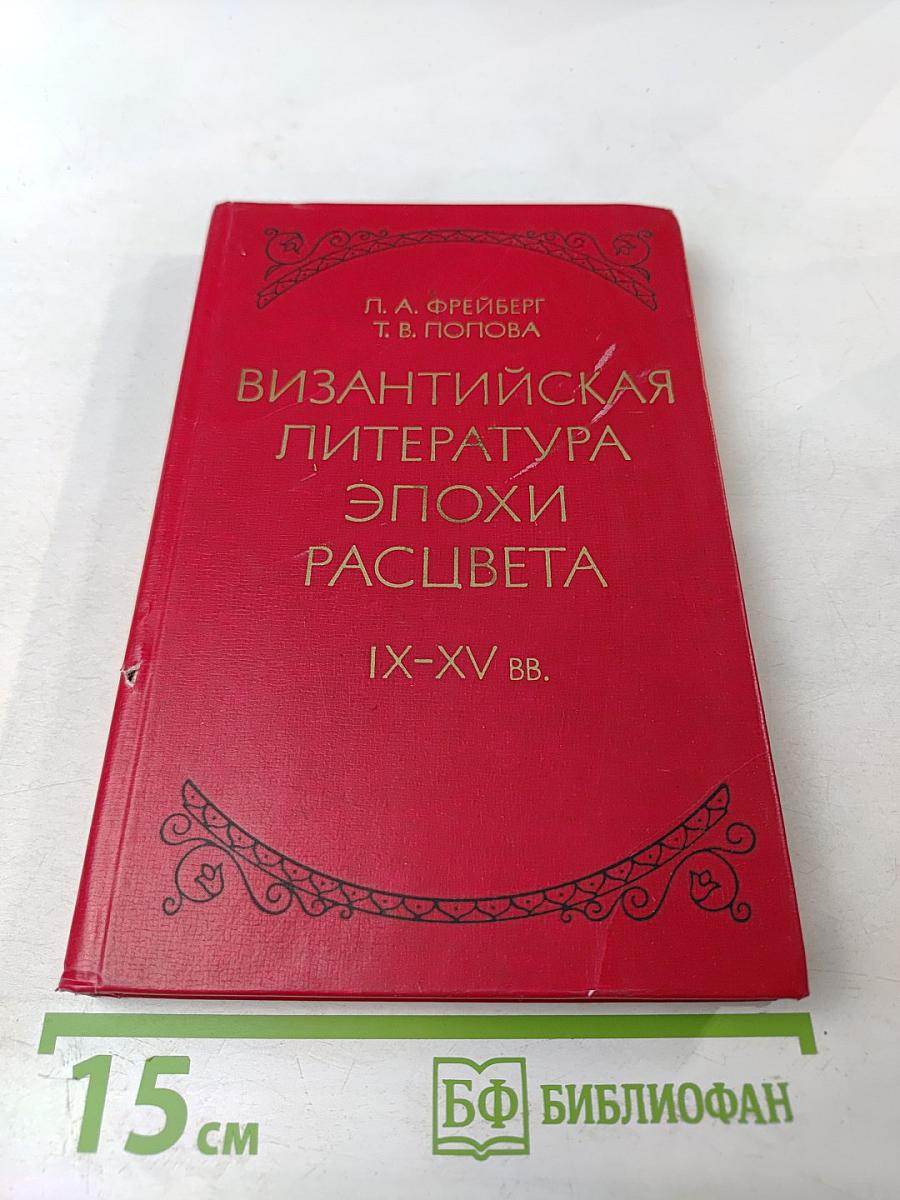 Л. А. ФРЕЙБЕРГ
Т. В. ПОПОВА
ВИЗАНТИЙСКАЯ
ЛИТЕРАТУРА
ЭПОХИ
РАСЦВЕТА
IX–XV ВВ.
15 СМ
БФ БИБЛИОФАН